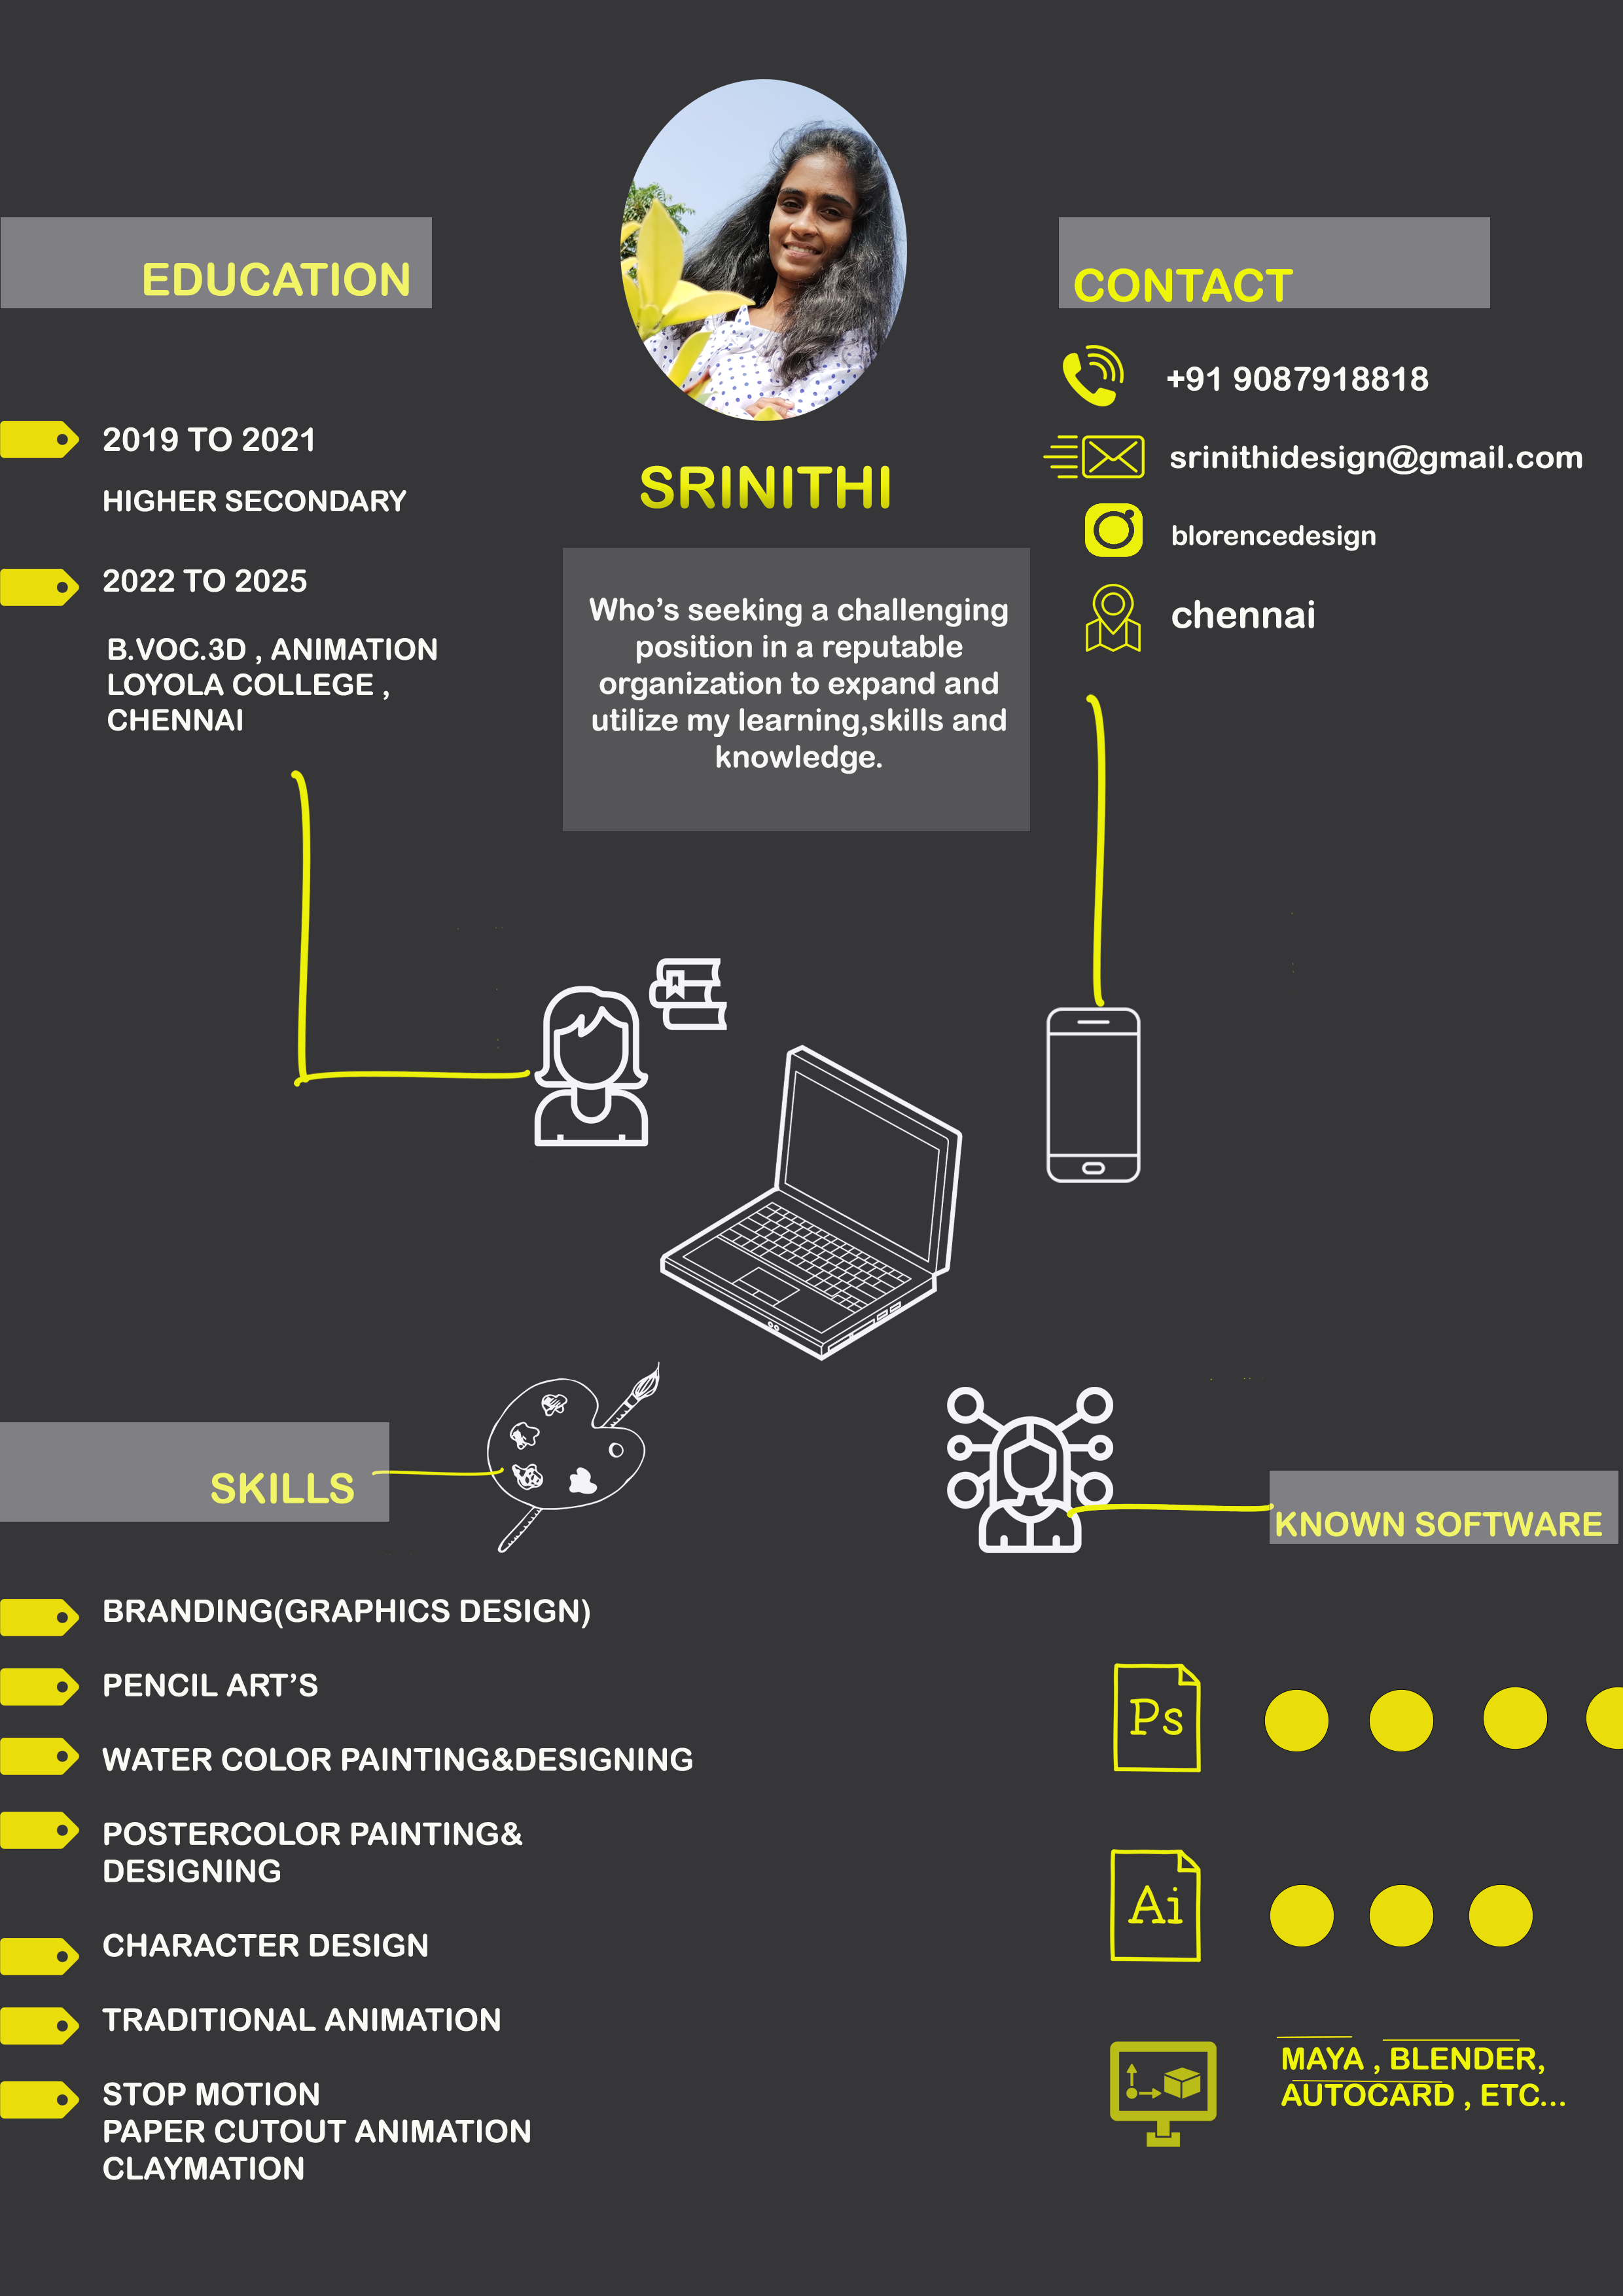 EDUCATION
2019 TO 2021
HIGHER SECONDARY
2022 TO 2025
B.VOC.3D , ANIMATION
LOYOLA COLLEGE ,
CHENNAI
SRINITHI
Who's seeking a challenging
position in a reputable
organization to expand and
utilize my learning,skills and
knowledge.
CONTACT
+91 9087918818
srinithidesign@gmail.com
blorencedesign
chennai
SKILLS
BRANDING(GRAPHICS DESIGN)
PENCIL ART'S
WATER COLOR PAINTING&DESIGNING
POSTERCOLOR PAINTING&
DESIGNING
CHARACTER DESIGN
TRADITIONAL ANIMATION
STOP MOTION
PAPER CUTOUT ANIMATION
CLAYMATION
KNOWN SOFTWARE
Ps
Ai
MAYA , BLENDER,
AUTOCARD , ETC...